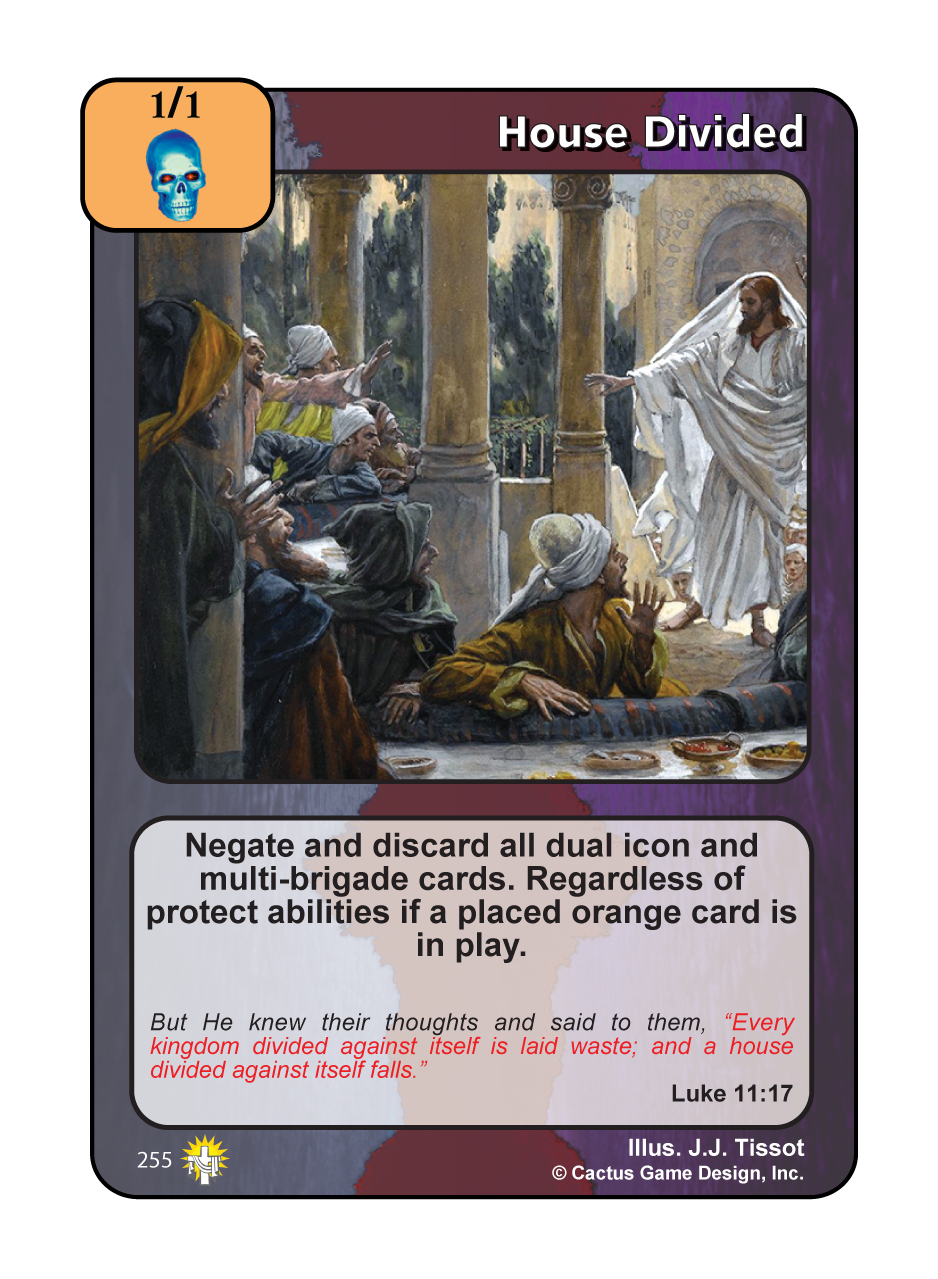 1/1
House Divided
Negate and discard all dual icon and
multi-brigade cards. Regardless of
protect abilities if a placed orange card is
in play.
But He knew their thoughts and said to them, “Every
kingdom divided against itself is laid waste; and a house
divided against itself falls.”
Luke 11:17
255
Illus. J.J. Tissot
© Cactus Game Design, Inc.